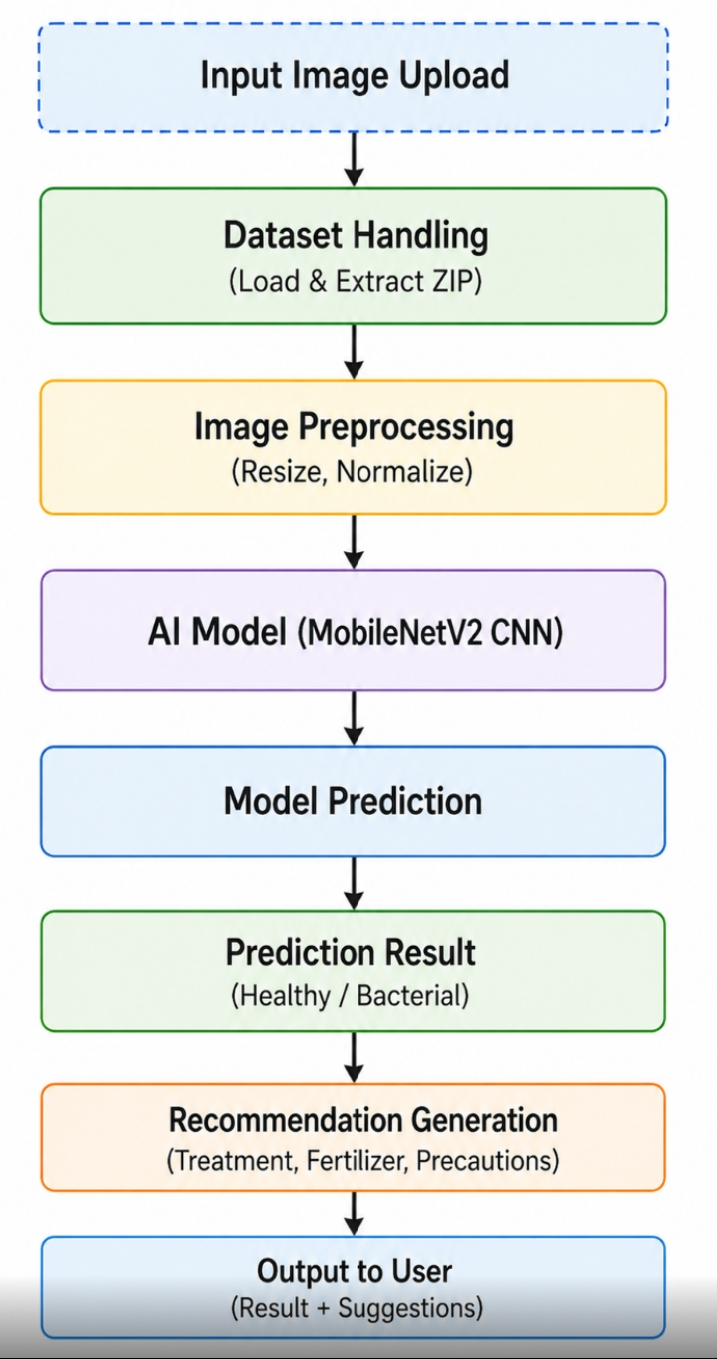 Input Image Upload
Dataset Handling
(Load & Extract ZIP)
Image Preprocessing
(Resize, Normalize)
AI Model (MobileNetV2 CNN)
Model Prediction
Prediction Result
(Healthy / Bacterial)
Recommendation Generation
(Treatment, Fertilizer, Precautions)
Output to User
(Result + Suggestions)